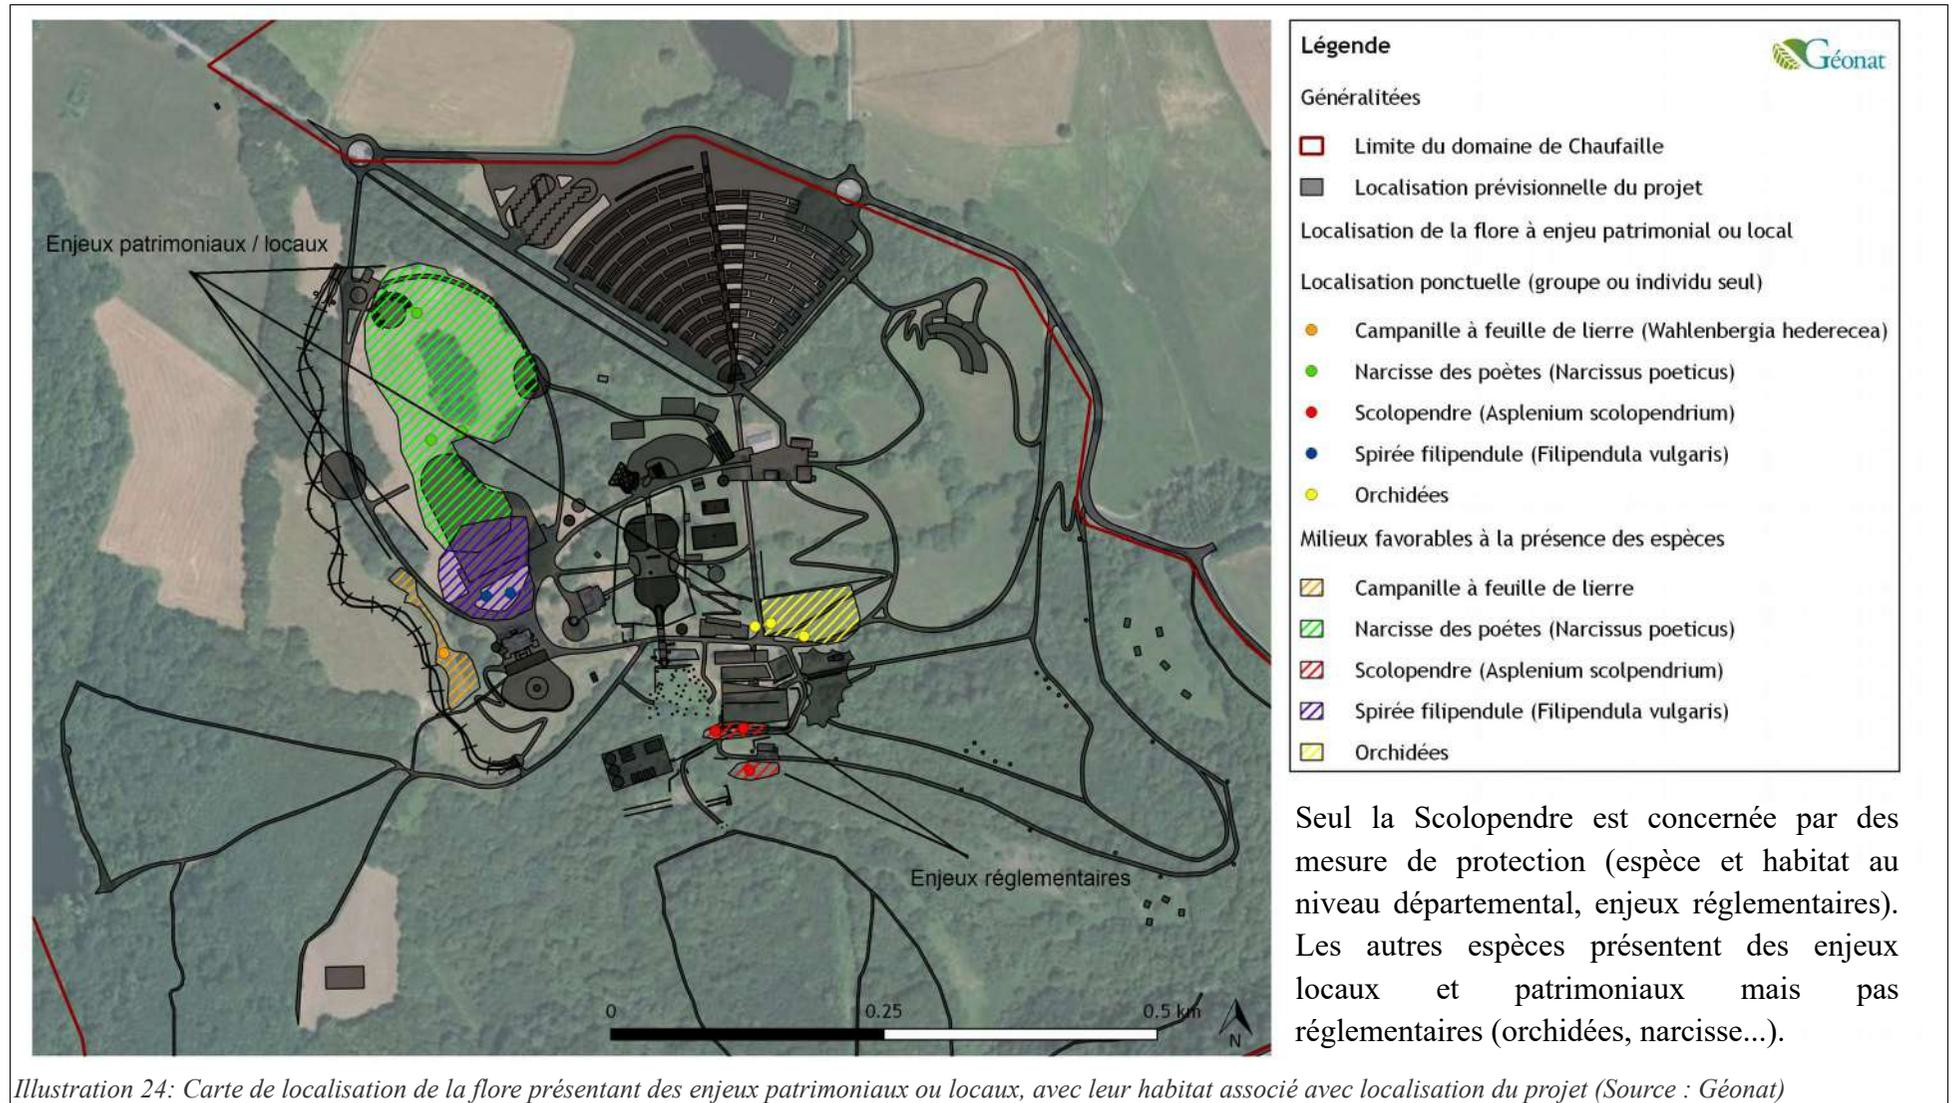 Enjeux patrimoniaux / locaux
Enjeux réglementaires
0
0.25
0.5 km
N
Légende
Géonat
Généralitées
Limite du domaine de Chaufaille
Localisation prévisionnelle du projet
Localisation de la flore à enjeu patrimonial ou local
Localisation ponctuelle (groupe ou individu seul)
Campanille à feuille de lierre (Wahlenbergia hederecea)
Narcisse des poètes (Narcissus poeticus)
Scolopendre (Asplenium scolopendrium)
Spirée filipendule (Filipendula vulgaris)
Orchidées
Milieux favorables à la présence des espèces
Campanille à feuille de lierre
Narcisse des poétes (Narcissus poeticus)
Scolopendre (Asplenium scolpendrium)
Spirée filipendule (Filipendula vulgaris)
Orchidées
Seul la Scolopendre est concernée par des
mesure de protection (espèce et habitat au
niveau départemental, enjeux réglementaires).
Les autres espèces présentent des enjeux
locaux et patrimoniaux mais pas
réglementaires (orchidées, narcisse...).
Illustration 24: Carte de localisation de la flore présentant des enjeux patrimoniaux ou locaux, avec leur habitat associé avec localisation du projet (Source : Géonat)